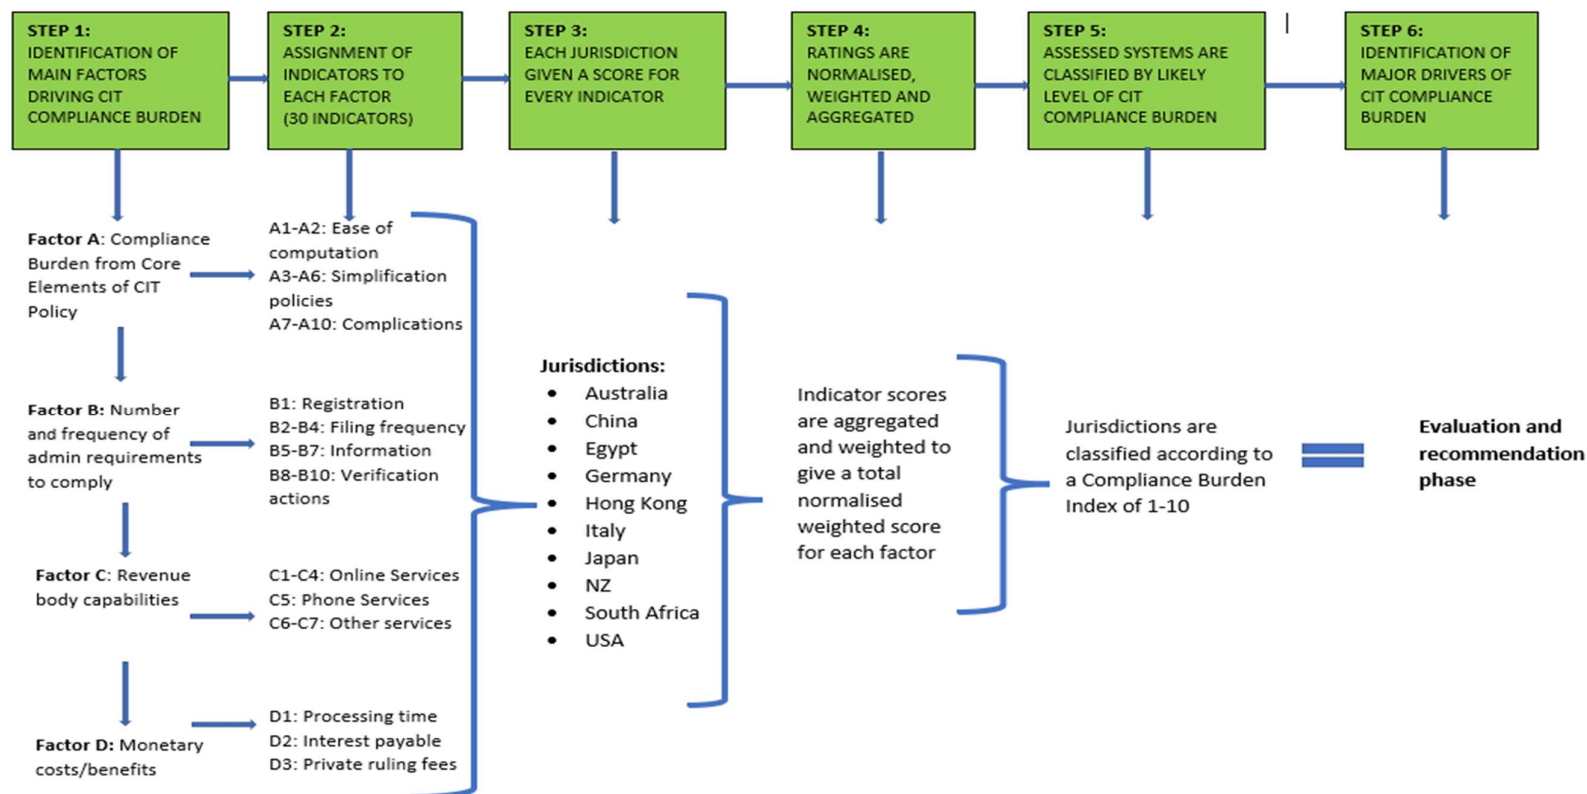 STEP 1:
IDENTIFICATION OF
MAIN FACTORS
DRIVING CIT
COMPLIANCE BURDEN
STEP 2:
ASSIGNMENT OF
INDICATORS TO
EACH FACTOR
(30 INDICATORS)
STEP 3:
EACH JURISDICTION
GIVEN A SCORE FOR
EVERY INDICATOR
STEP 4:
RATINGS ARE
NORMALISED,
WEIGHTED AND
AGGREGATED
STEP 5:
ASSESSED SYSTEMS ARE
CLASSIFIED BY LIKELY
LEVEL OF CIT
COMPLIANCE BURDEN
STEP 6:
IDENTIFICATION OF
MAJOR DRIVERS OF
CIT COMPLIANCE
BURDEN
Factor A: Compliance
Burden from Core
Elements of CIT
Policy
A1-A2: Ease of
computation
A3-A6: Simplification
policies
A7-A10: Complications
Factor B: Number
and frequency of
admin requirements
to comply
B1: Registration
B2-B4: Filing frequency
B5-B7: Information
B8-B10: Verification
actions
Factor C: Revenue
body capabilities
C1-C4: Online Services
C5: Phone Services
C6-C7: Other services
Factor D: Monetary
costs/benefits
D1: Processing time
D2: Interest payable
D3: Private ruling fees
Jurisdictions:
• Australia
• China
• Egypt
• Germany
• Hong Kong
• Italy
• Japan
• NZ
• South Africa
• USA
Indicator scores
are aggregated
and weighted to
give a total
normalised
weighted score
for each factor
Jurisdictions are
classified according to
a Compliance Burden
Index of 1-10
Evaluation and
recommendation
phase